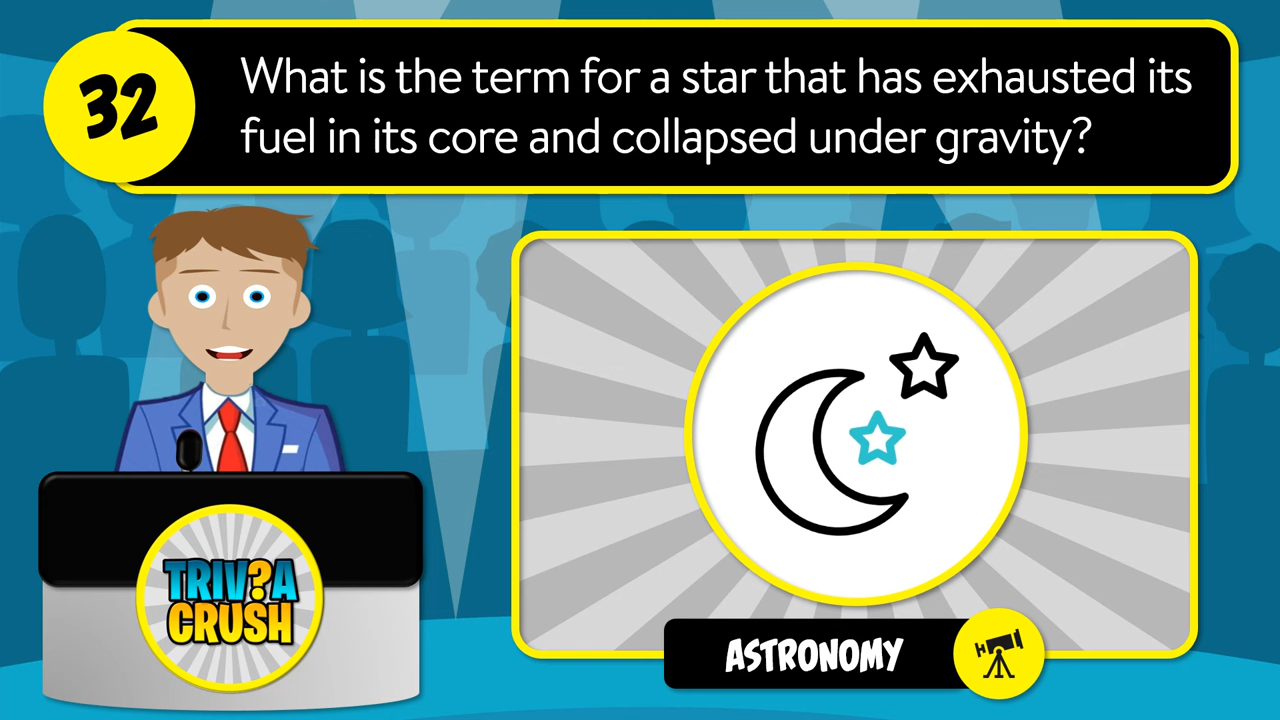 32
What is the term for a star that has exhausted its
fuel in its core and collapsed under gravity?
TRIV?A
CRUSH
ASTRONOMY